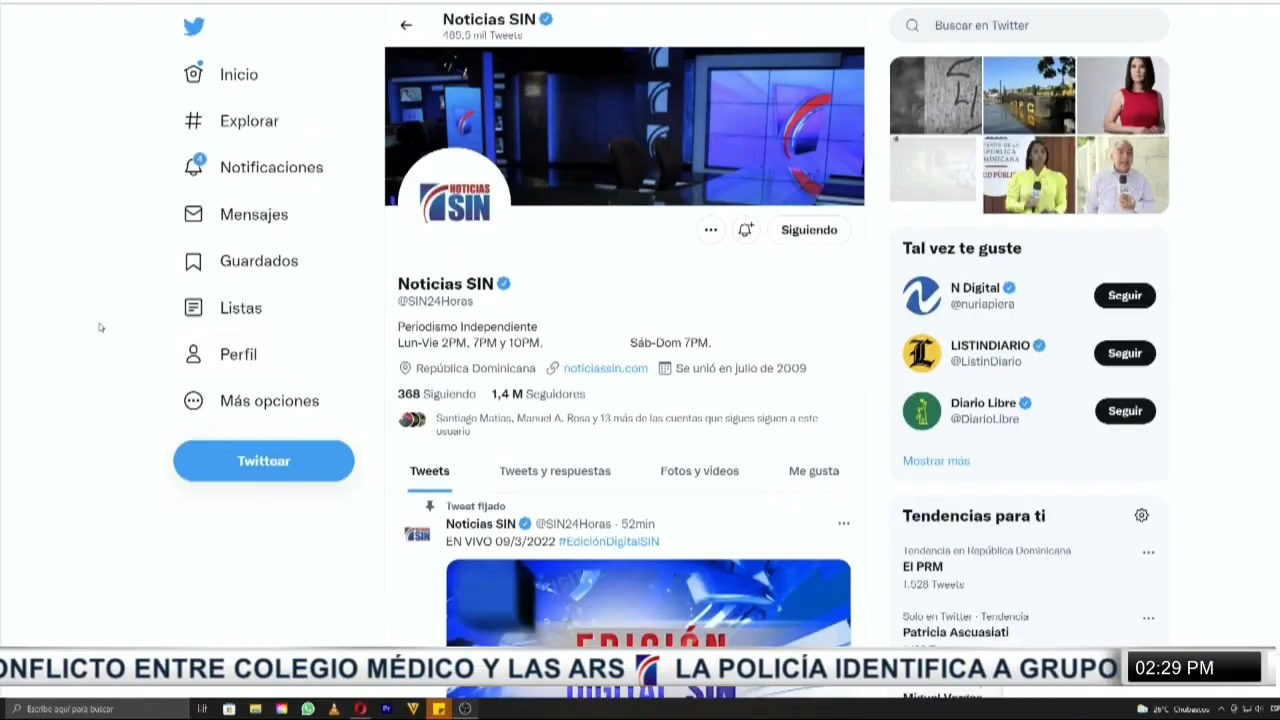 Noticias SIN
485,5 mil Tweets
Buscar en Twitter
Inicio
Explorar
4
Notificaciones
Mensajes
Guardados
Listas
Perfil
Más opciones
Twittear
NOTICIAS
SIN
Siguiendo
Noticias SIN
@SIN24Horas
Periodismo Independiente
Lun-Vie 2PM, 7PM y 10PM. Sáb-Dom 7PM.
República Dominicana noticiassin.com Se unió en julio de 2009
368 Siguiendo 1,4 M Seguidores
Santiago Matias, Manuel A. Rosa y 13 más de las cuentas que sigues siguen a este
usuario
Tweets Tweets y respuestas Fotos y videos Me gusta
Tweet fijado
Noticias SIN @SIN24Horas · 52min
EN VIVO 09/3/2022 #EdiciónDigitalSIN
EDICIÓN
DIGITAL SIN
Tal vez te guste
N Digital
@nuriapiera
Seguir
LISTINDIARIO
@ListinDiario
Seguir
Diario Libre
@DiarioLibre
Seguir
Mostrar más
Tendencias para ti
Tendencia en República Dominicana
El PRM
1.528 Tweets
Solo en Twitter · Tendencia
Patricia Ascuasiati
ONFLICTO ENTRE COLEGIO MÉDICO Y LAS ARS LA POLICÍA IDENTIFICA A GRUPO
02:29 PM
Escribe aquí para buscar
26°C Chubascos